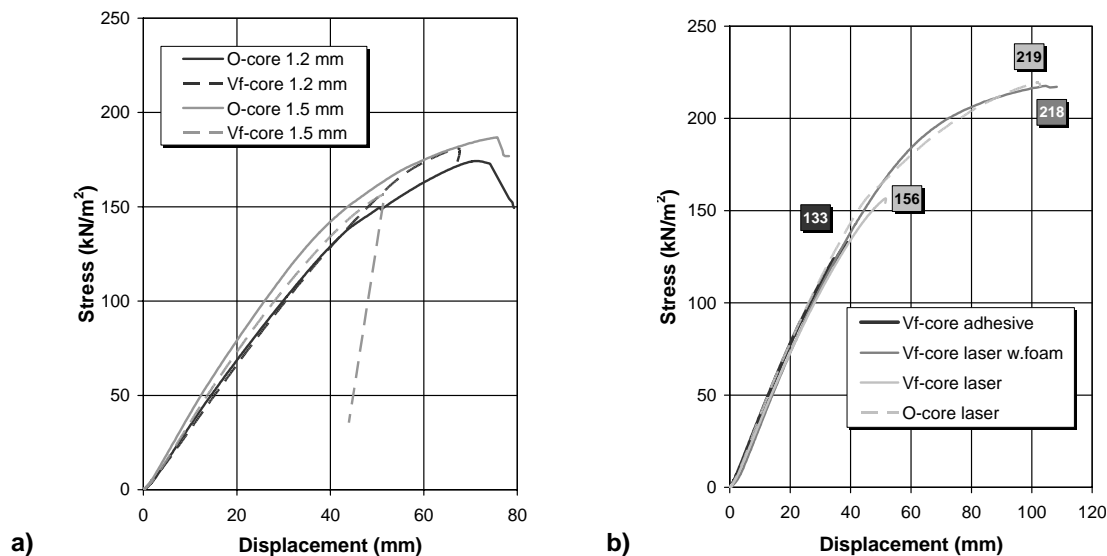 250
200
150
100
50
0
Stress (kN/m²)
O-core 1.2 mm
Vf-core 1.2 mm
O-core 1.5 mm
Vf-core 1.5 mm
0 20 40 60 80
Displacement (mm)
a)
250
200
150
100
50
0
Stress (kN/m²)
219
218
156
133
Vf-core adhesive
Vf-core laser w.foam
Vf-core laser
O-core laser
0 20 40 60 80 100 120
Displacement (mm)
b)